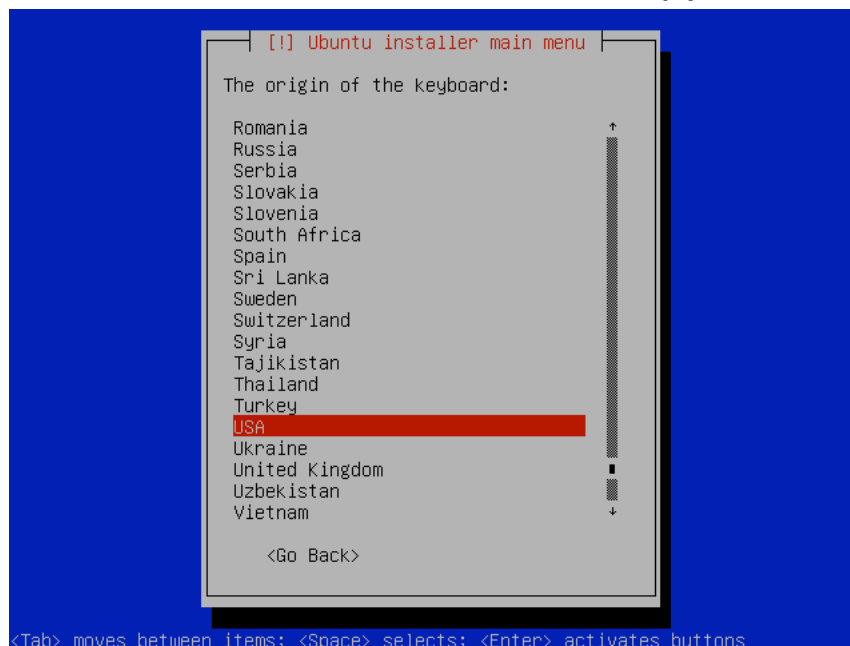 [!] Ubuntu installer main menu
The origin of the keyboard:
Romania
Russia
Serbia
Slovakia
Slovenia
South Africa
Spain
Sri Lanka
Sweden
Switzerland
Syria
Tajikistan
Thailand
Turkey
USA
Ukraine
United Kingdom
Uzbekistan
Vietnam
<Go Back>
<Tab> moves between items; <Space> selects; <Enter> activates buttons